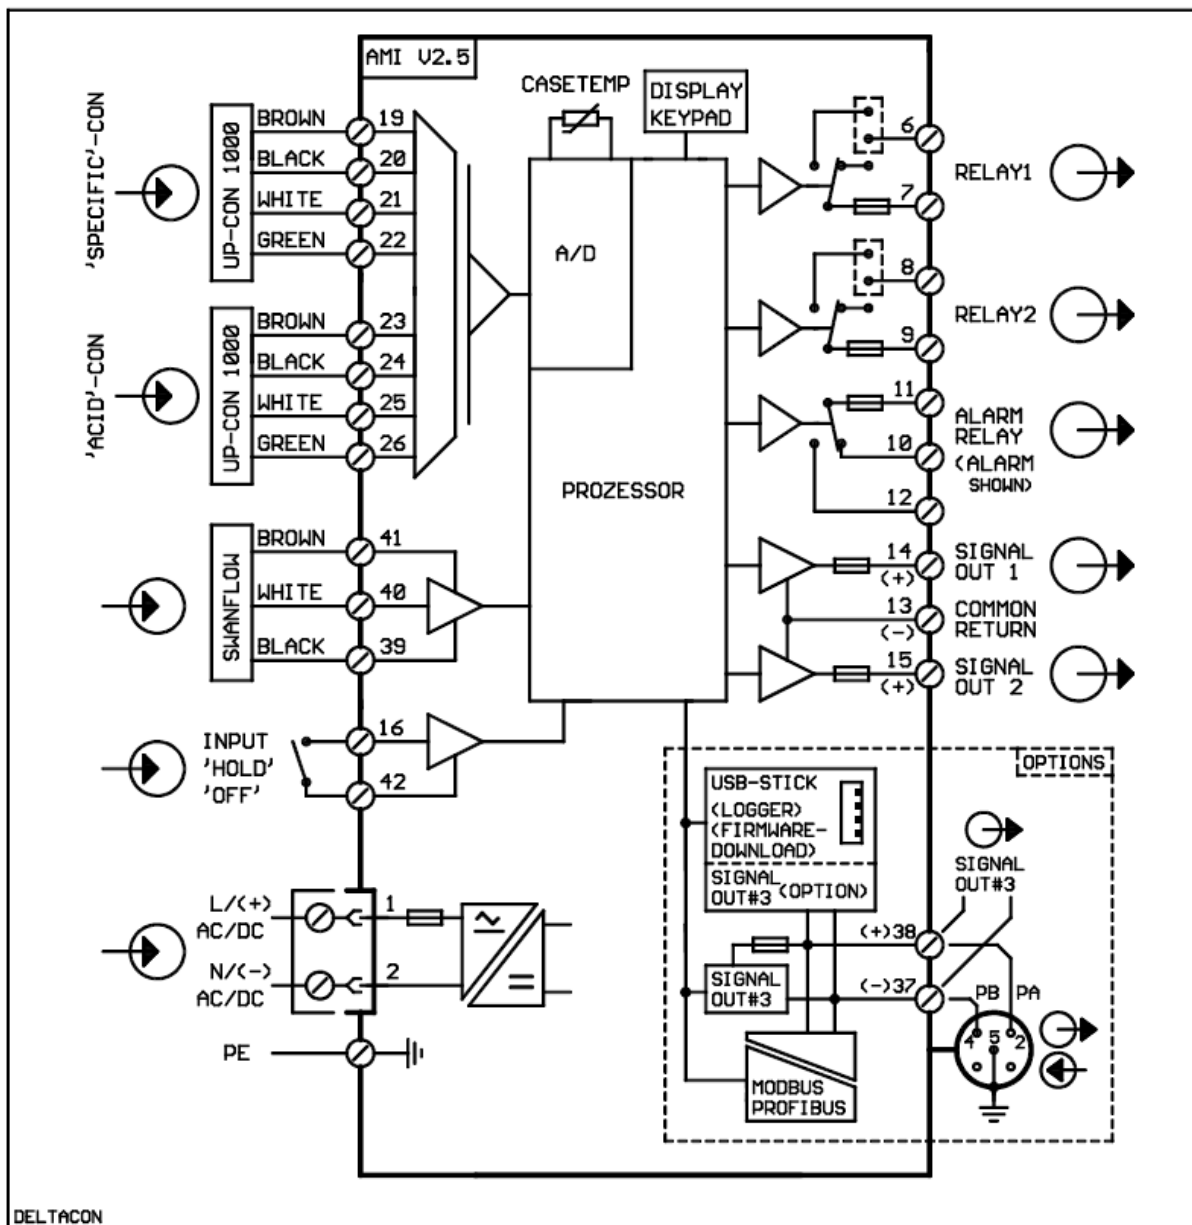 AMI V2.5
CASETEMP
DISPLAY
KEYPAD
'SPECIFIC'-CON
UP-CON 1000
BROWN 19
BLACK 20
WHITE 21
GREEN 22
'ACID'-CON
UP-CON 1000
BROWN 23
BLACK 24
WHITE 25
GREEN 26
SWANFLOW
BROWN 41
WHITE 40
BLACK 39
INPUT
'HOLD'
'OFF'
16
42
L/(+)
AC/DC
1
N/(-)
AC/DC
2
PE
A/D
PROZESSOR
6
RELAY1
7
8
RELAY2
9
11
ALARM
RELAY
10
(ALARM
SHOWN)
12
14
(+)
SIGNAL
OUT 1
13
(-)
COMMON
RETURN
15
(+)
SIGNAL
OUT 2
OPTIONS
USB-STICK
(LOGGER)
(FIRMWARE-
DOWNLOAD)
SIGNAL
OUT#3
(OPTION)
SIGNAL
OUT#3
(+)38
SIGNAL
OUT#3
(-)37
PB PA
4 5 2
MODBUS
PROFIBUS
DELTACON